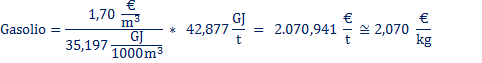 Gasolio = 1,70 € / m³ / 35,197 GJ / 1000m³ * 42,877 GJ / t = 2.070,941 € / t ≅ 2,070 € / kg